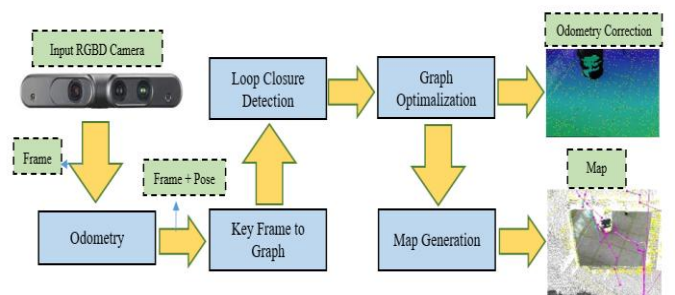 Input RGBD Camera
Frame
Odometry
Frame + Pose
Key Frame to
Graph
Loop Closure
Detection
Graph
Optimalization
Odometry Correction
Map Generation
Map